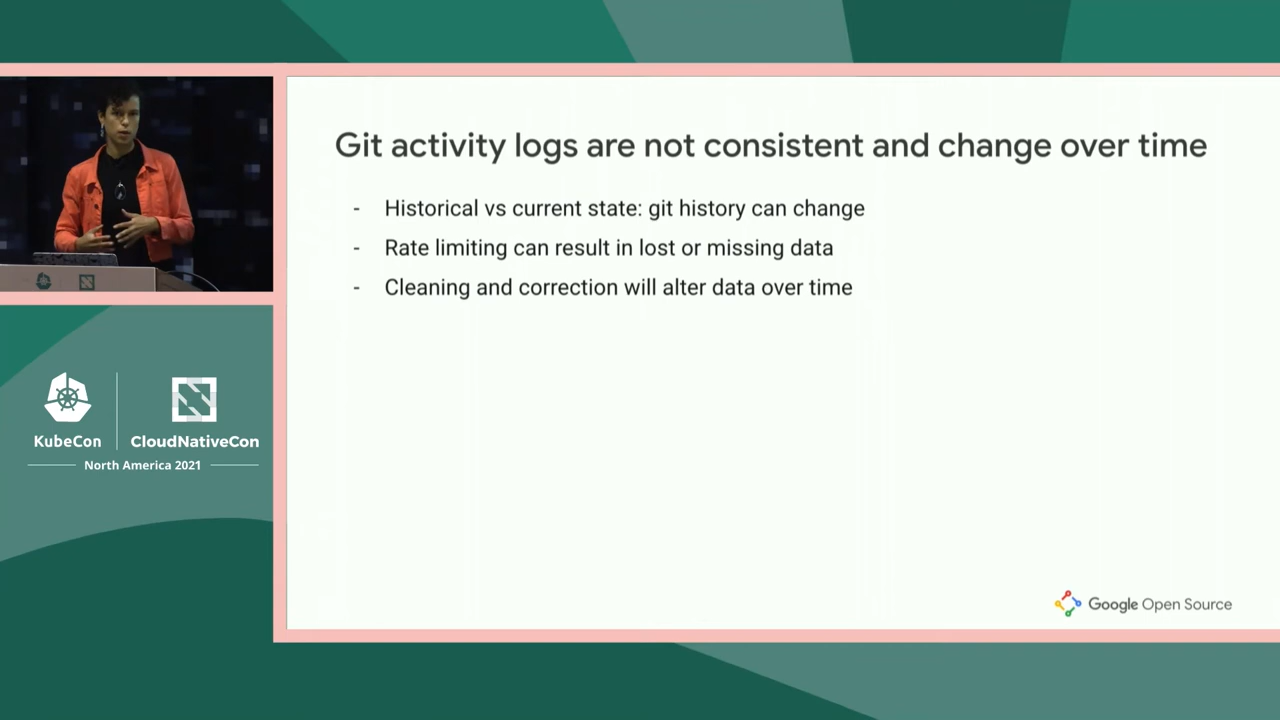 Git activity logs are not consistent and change over time
- Historical vs current state: git history can change
- Rate limiting can result in lost or missing data
- Cleaning and correction will alter data over time
KubeCon
CloudNativeCon
North America 2021
Google Open Source